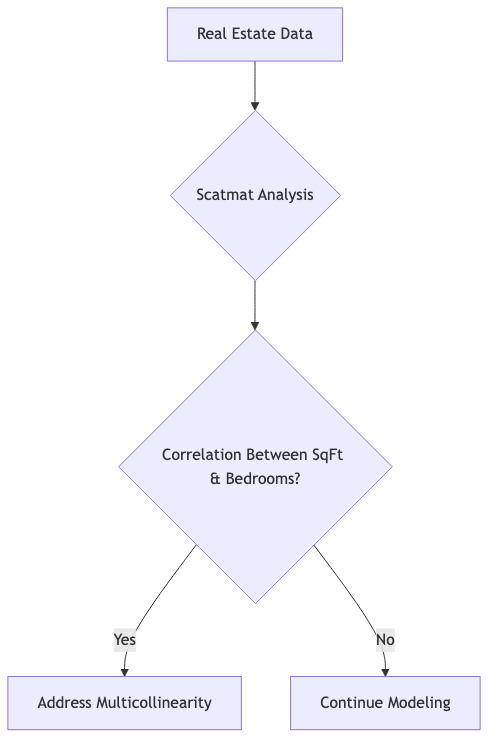 Real Estate Data
Scatmat Analysis
Correlation Between SqFt
& Bedrooms?
Yes
No
Address Multicollinearity
Continue Modeling